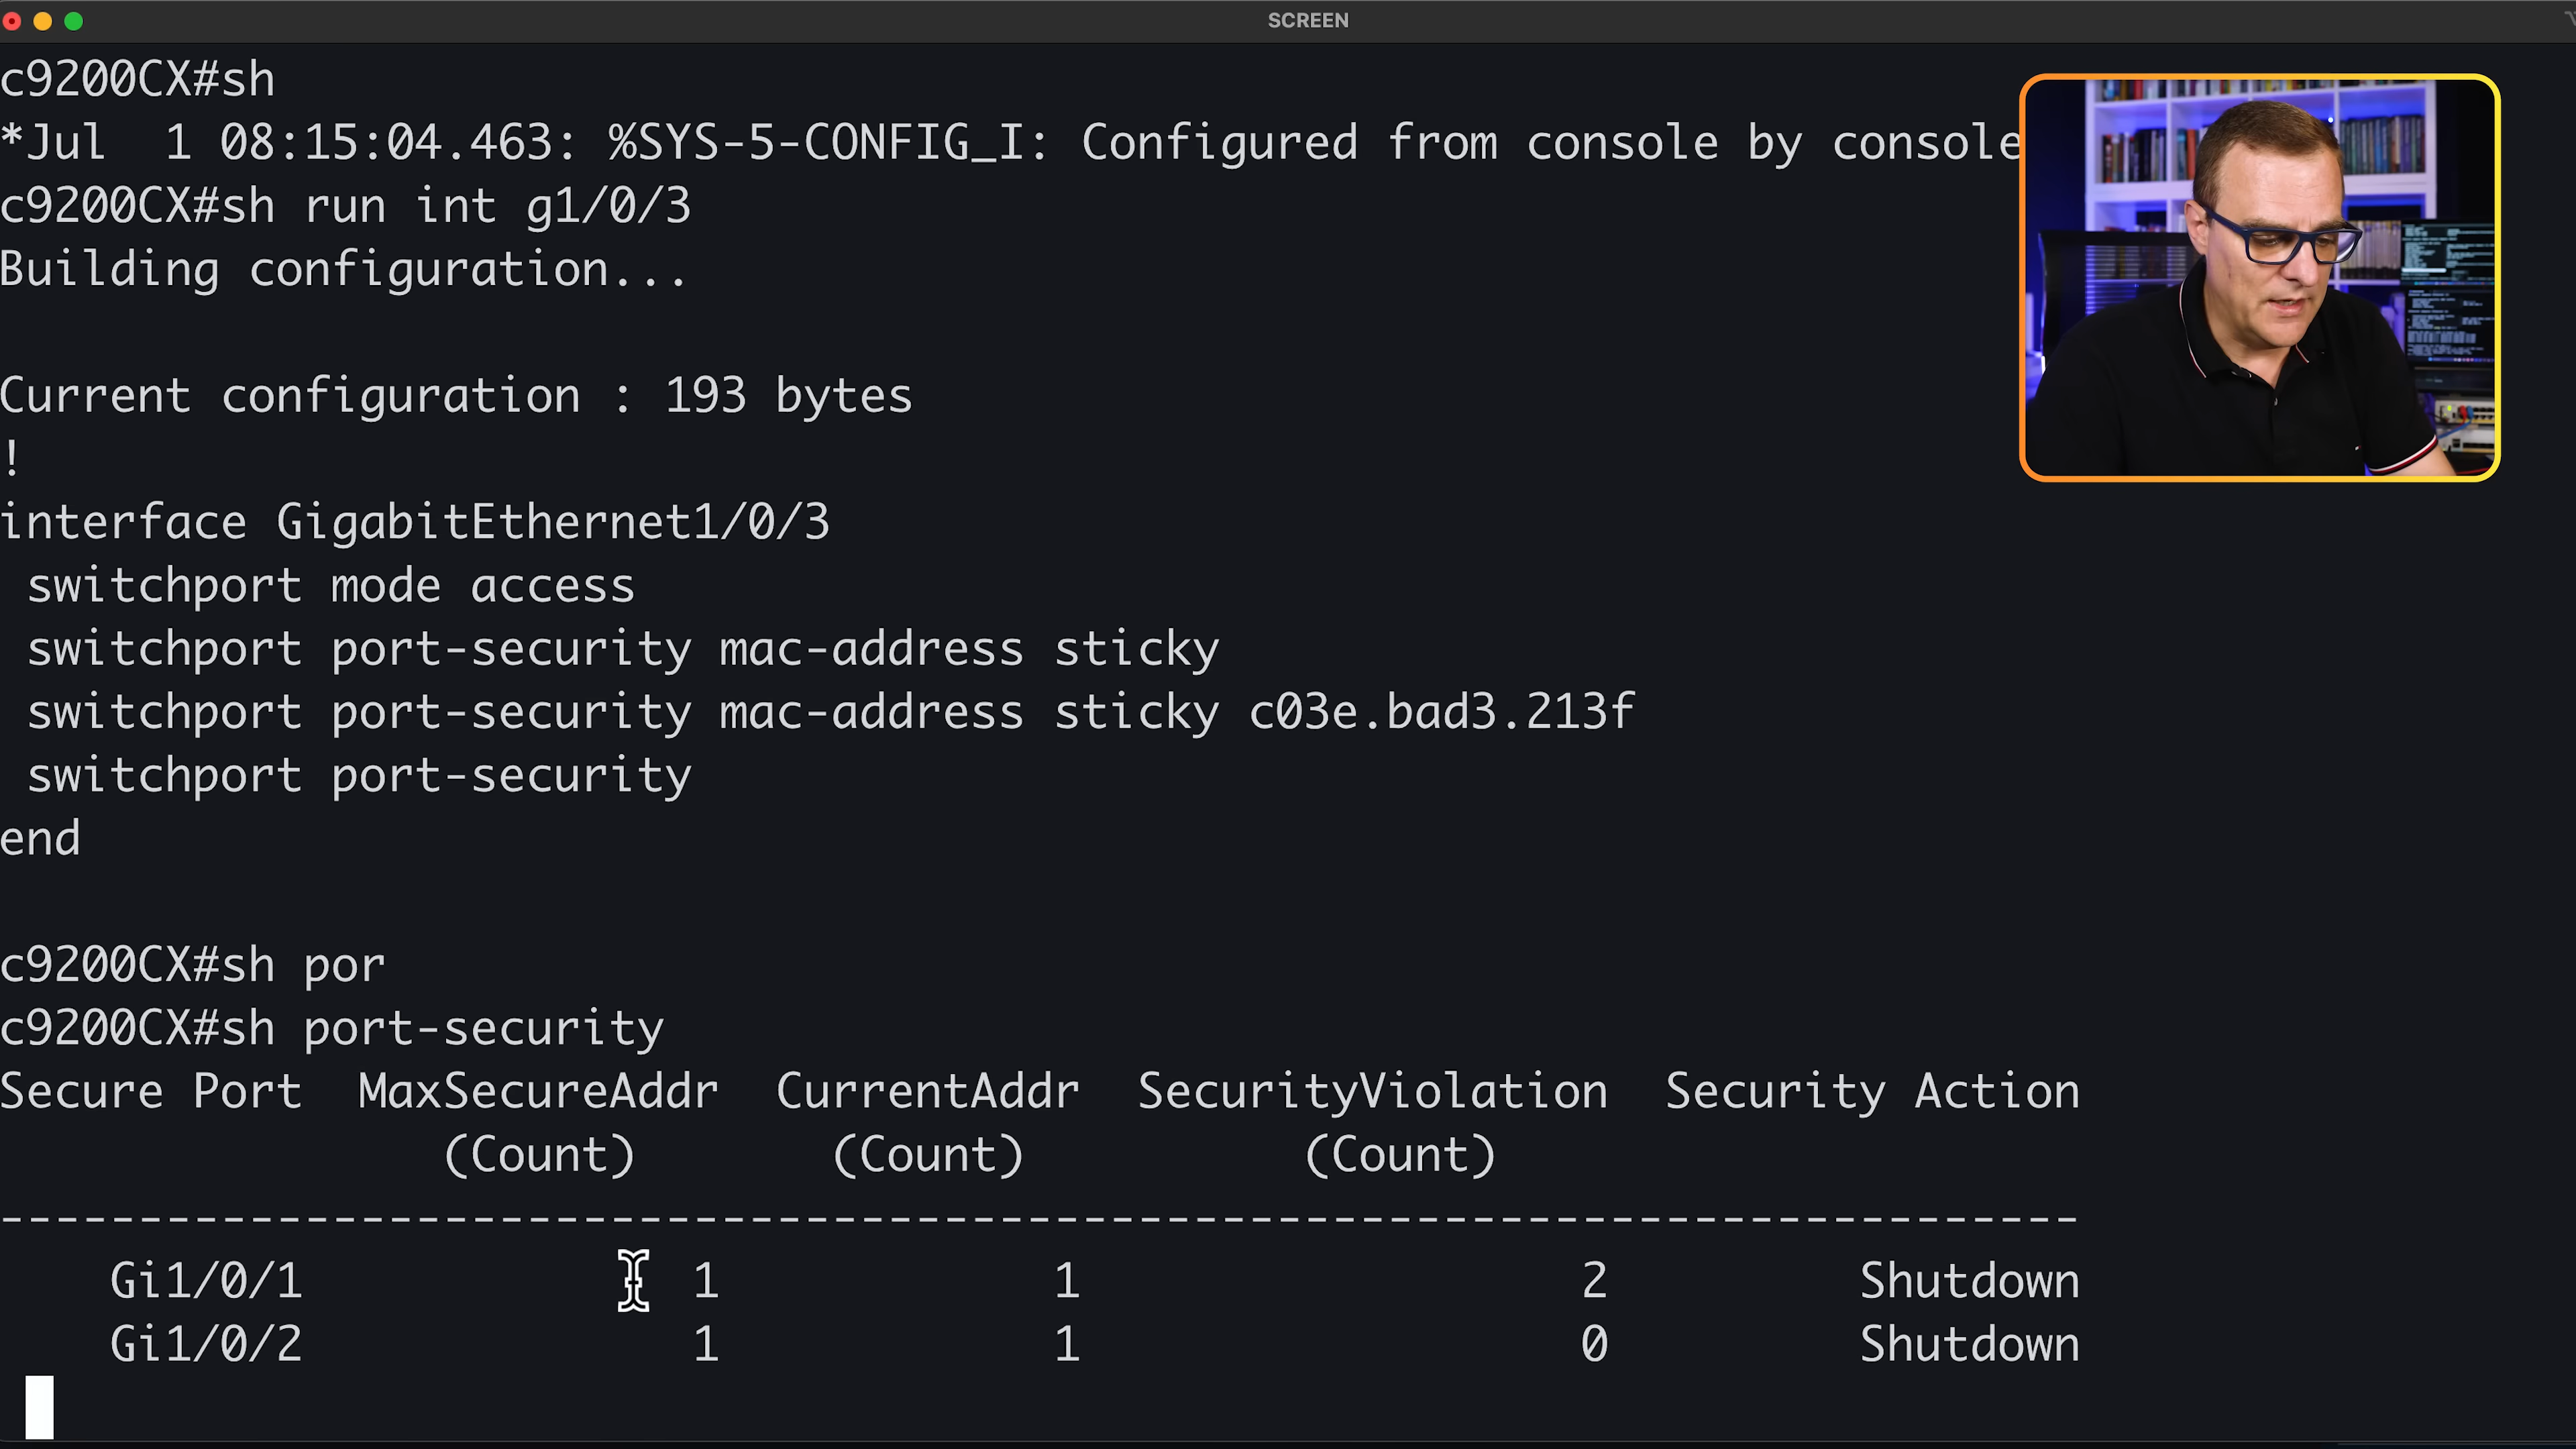 SCREEN
c9200CX#sh
*Jul  1 08:15:04.463: %SYS-5-CONFIG_I: Configured from console by console
c9200CX#sh run int g1/0/3
Building configuration...
Current configuration : 193 bytes
!
interface GigabitEthernet1/0/3
 switchport mode access
 switchport port-security mac-address sticky
 switchport port-security mac-address sticky c03e.bad3.213f
 switchport port-security
end
c9200CX#sh por
c9200CX#sh port-security
Secure Port  MaxSecureAddr  CurrentAddr  SecurityViolation  Security Action
(Count)  (Count)  (Count)
---------------------------------------------------------------------------
Gi1/0/1  1  1  2  Shutdown
Gi1/0/2  1  1  0  Shutdown